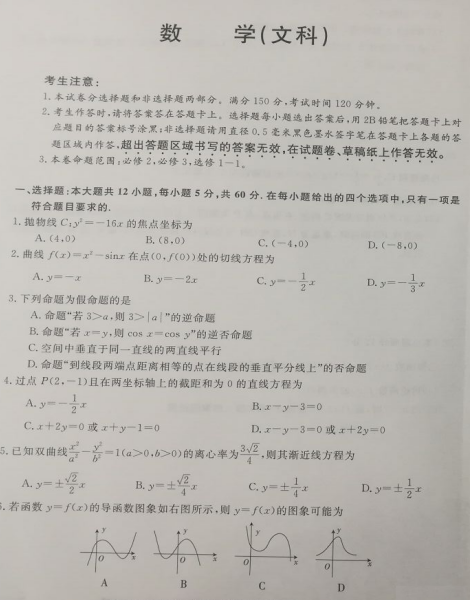 数 学(文科)
考生注意:
1.本试卷分选择题和非选择题两部分。满分150分,考试时间120分钟。
2.考生作答时,请将答案答在答题卡上。选择题每小题选出答案后,用2B铅笔把答题卡对
应题目的答案标号涂黑;非选择题请用直径0.5毫米黑色墨水签字笔在答题卡上各题的答
题区域内作答,超出答题区域书写的答案无效,在试题卷、草稿纸上作答无效。
3.本卷命题范围:必修2,必修3,选修1-1。
一、选择题:本大题共12小题,每小题5分,共60分.在每小题给出的四个选项中,只有一项是
符合题目要求的.
1.抛物线C:y²=-16x的焦点坐标为
A.(4,0) B.(8,0) C.(-4,0) D.(-8,0)
2.曲线f(x)=x²-sinx在点(0,f(0))处的切线方程为
A.y=-x B.y=-2x C.y=-1/2x D.y=-1/3x
3.下列命题为假命题的是
A.命题“若3>a,则3>|a|”的逆命题
B.命题“若x=y,则cos x=cos y”的逆否命题
C.空间中垂直于同一直线的两直线平行
D.命题“到线段两端点距离相等的点在线段的垂直平分线上”的否命题
4.过点P(2,-1)且在两坐标轴上的截距和为0的直线方程为
A.y=-1/2x B.x-y-3=0
C.x+2y=0或x+y-1=0 D.x-y-3=0或x+2y=0
5.已知双曲线x²/a²-y²/b²=1(a>0,b>0)的离心率为3√2/4,则其渐近线方程为
A.y=±√2/2x B.y=±√2/4x C.y=±1/4x D.y=±1/2x
6.若函数y=f(x)的导函数图象如右图所示,则y=f(x)的图象可能为
y y y y
O x O x O x O x
A B C D